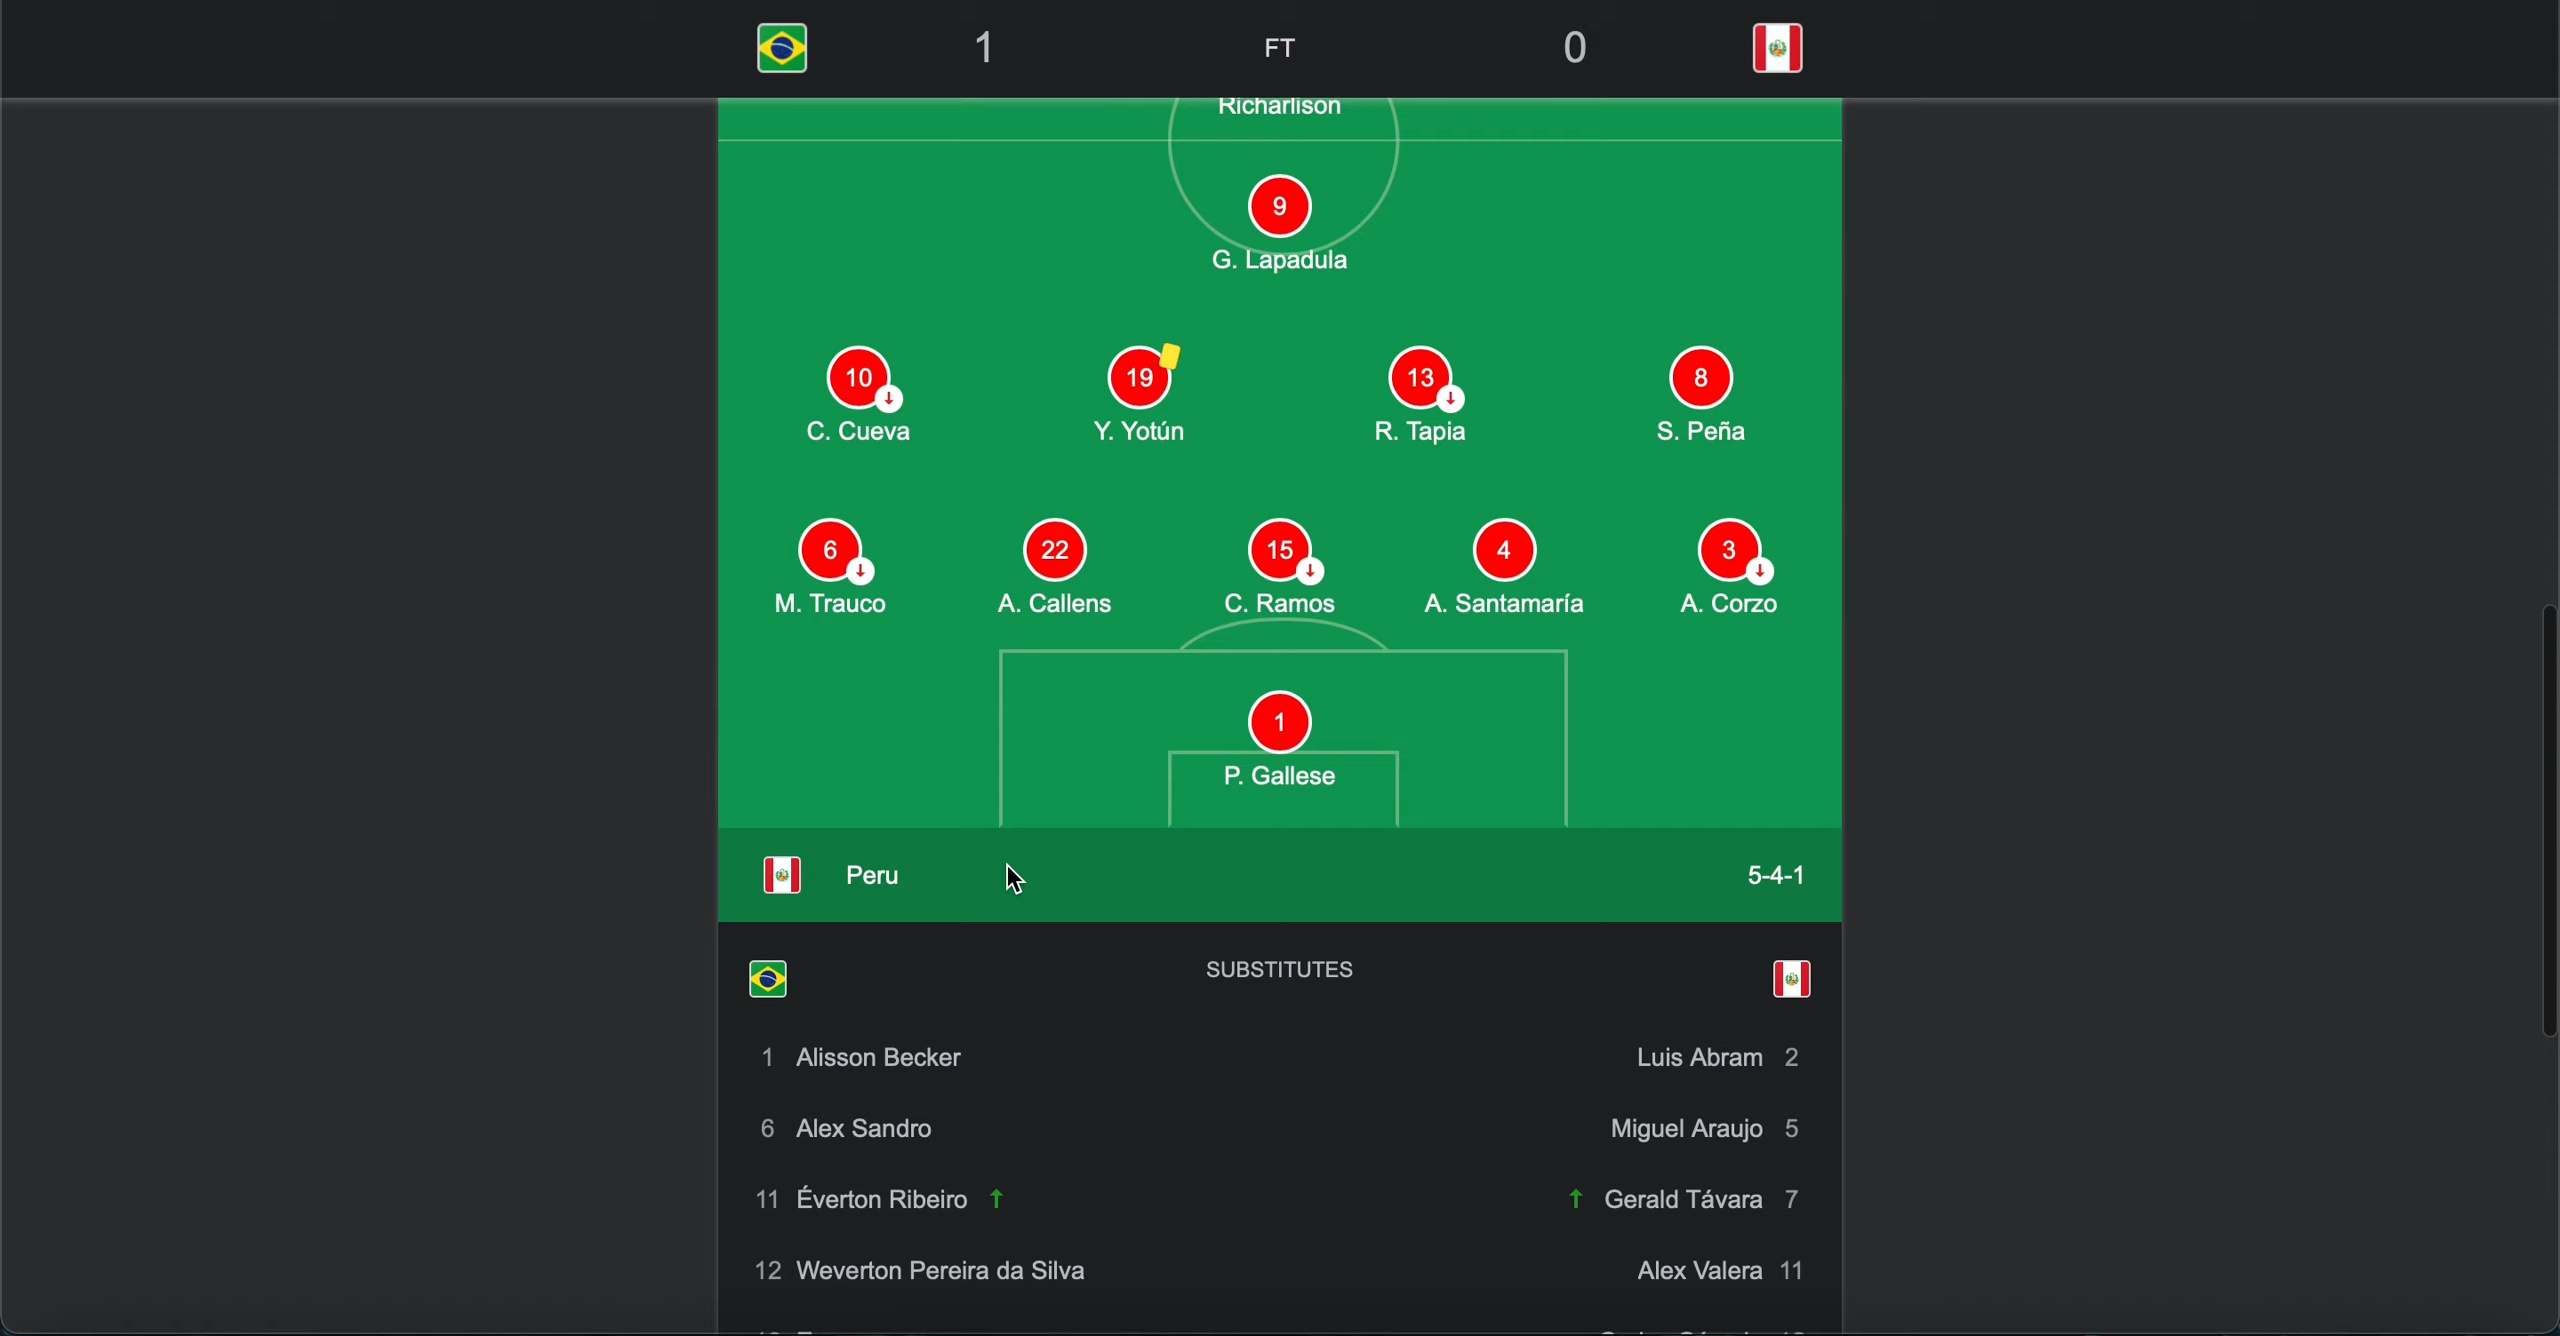 1 FT 0
Richarlison
9
G. Lapadula
10 19 13 8
C. Cueva Y. Yotún R. Tapia S. Peña
6 22 15 4 3
M. Trauco A. Callens C. Ramos A. Santamaría A. Corzo
1
P. Gallese
Peru 5-4-1
SUBSTITUTES
1 Alisson Becker Luis Abram 2
6 Alex Sandro Miguel Araujo 5
11 Éverton Ribeiro ↑ ↑ Gerald Távara 7
12 Weverton Pereira da Silva Alex Valera 11